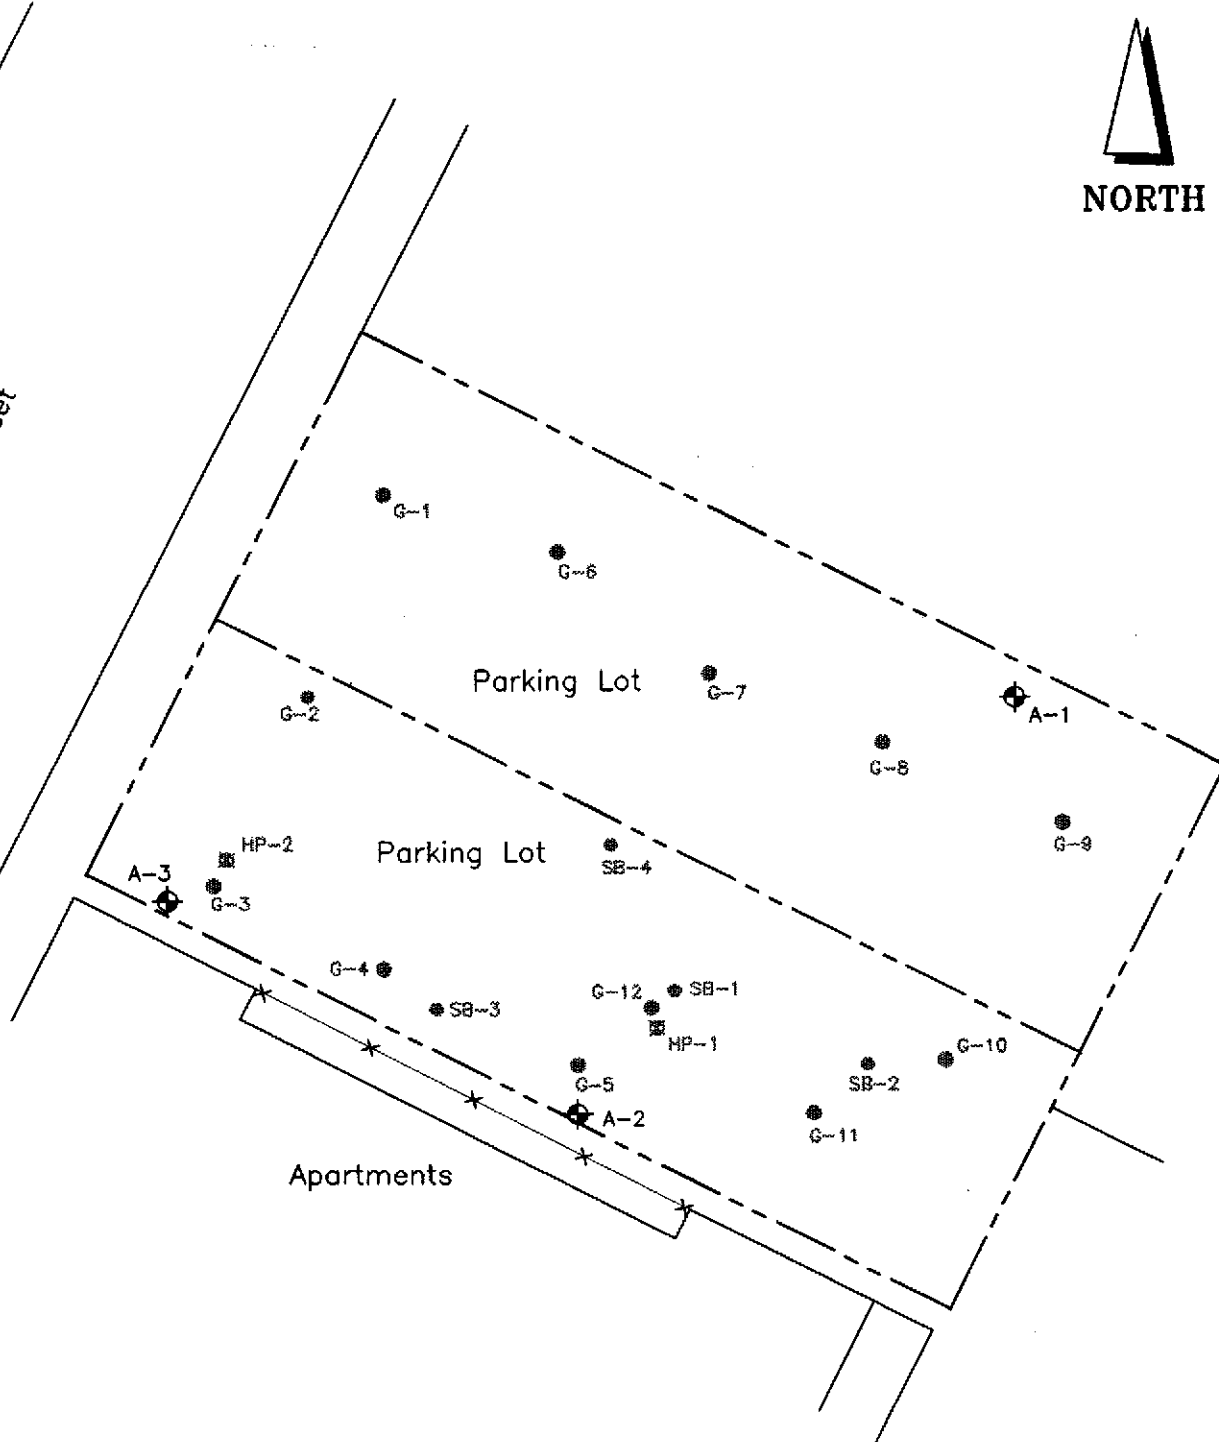 NORTH
G-1
G-6
Parking Lot
G-7
G-2
A-1
G-8
G-9
HP-2
Parking Lot
SB-4
A-3
G-3
G-4
SB-3
G-12
SB-1
HP-1
G-10
G-5
SB-2
A-2
G-11
Apartments